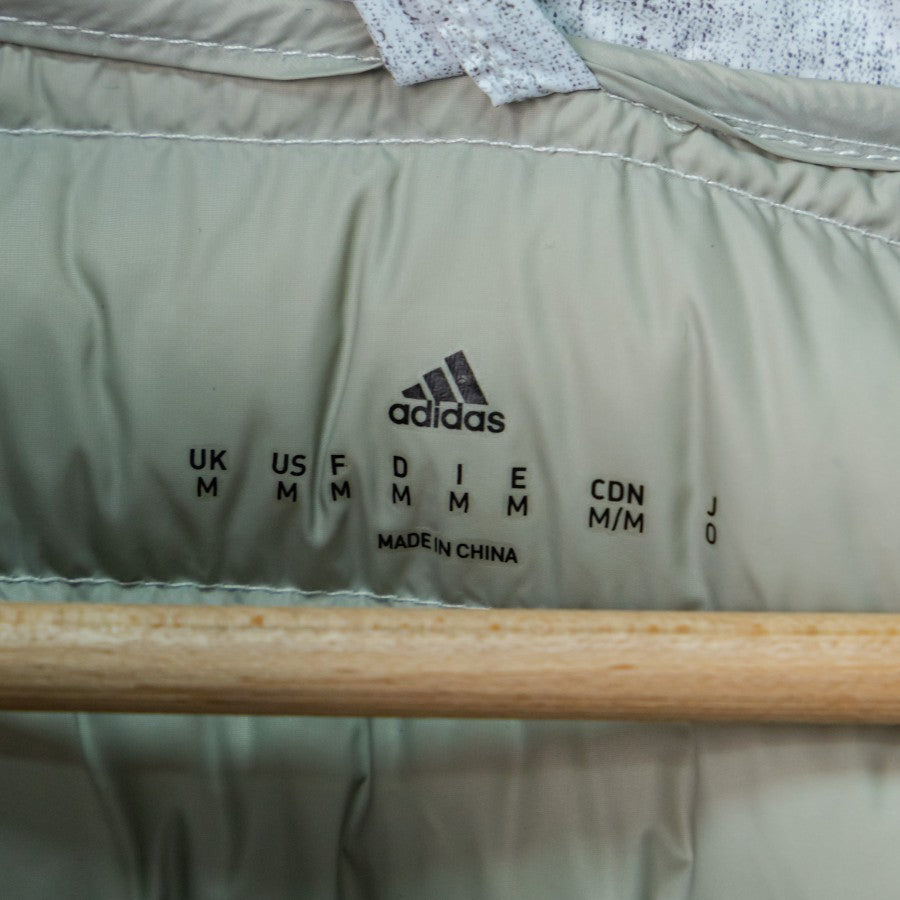 adidas
UK US F D I E CDN J
M M M M M M M/M O
MADE IN CHINA